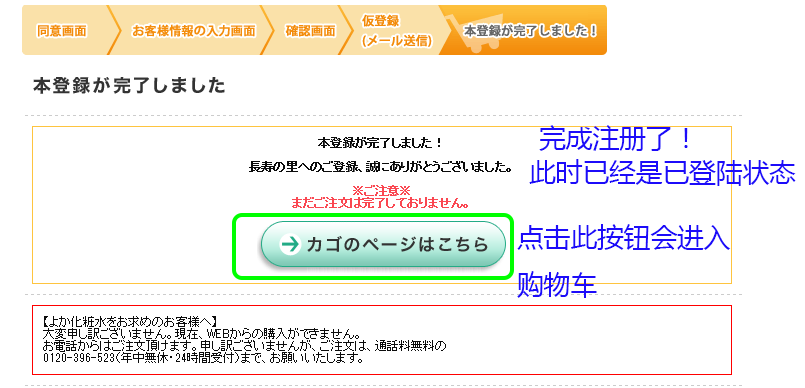 同意画面
お客様情報の入力画面
確認画面
仮登録
(メール送信)
本登録が完了しました！
本登録が完了しました
本登録が完了しました！
長寿の里へのご登録、誠にありがとうございました。
※ご注意※
まだご注文は完了しておりません。
カゴのページはこちら
完成注册了！
此时已经是已登陆状态
点击此按钮会进入
购物车
【よか化粧水をお求めのお客様へ】
大変申し訳ございません。現在、WEBからの購入ができません。
お電話からはご注文頂けます。申し訳ございませんが、ご注文は、通話料無料の
0120-396-523(年中無休・24時間受付)まで、お願いいたします。